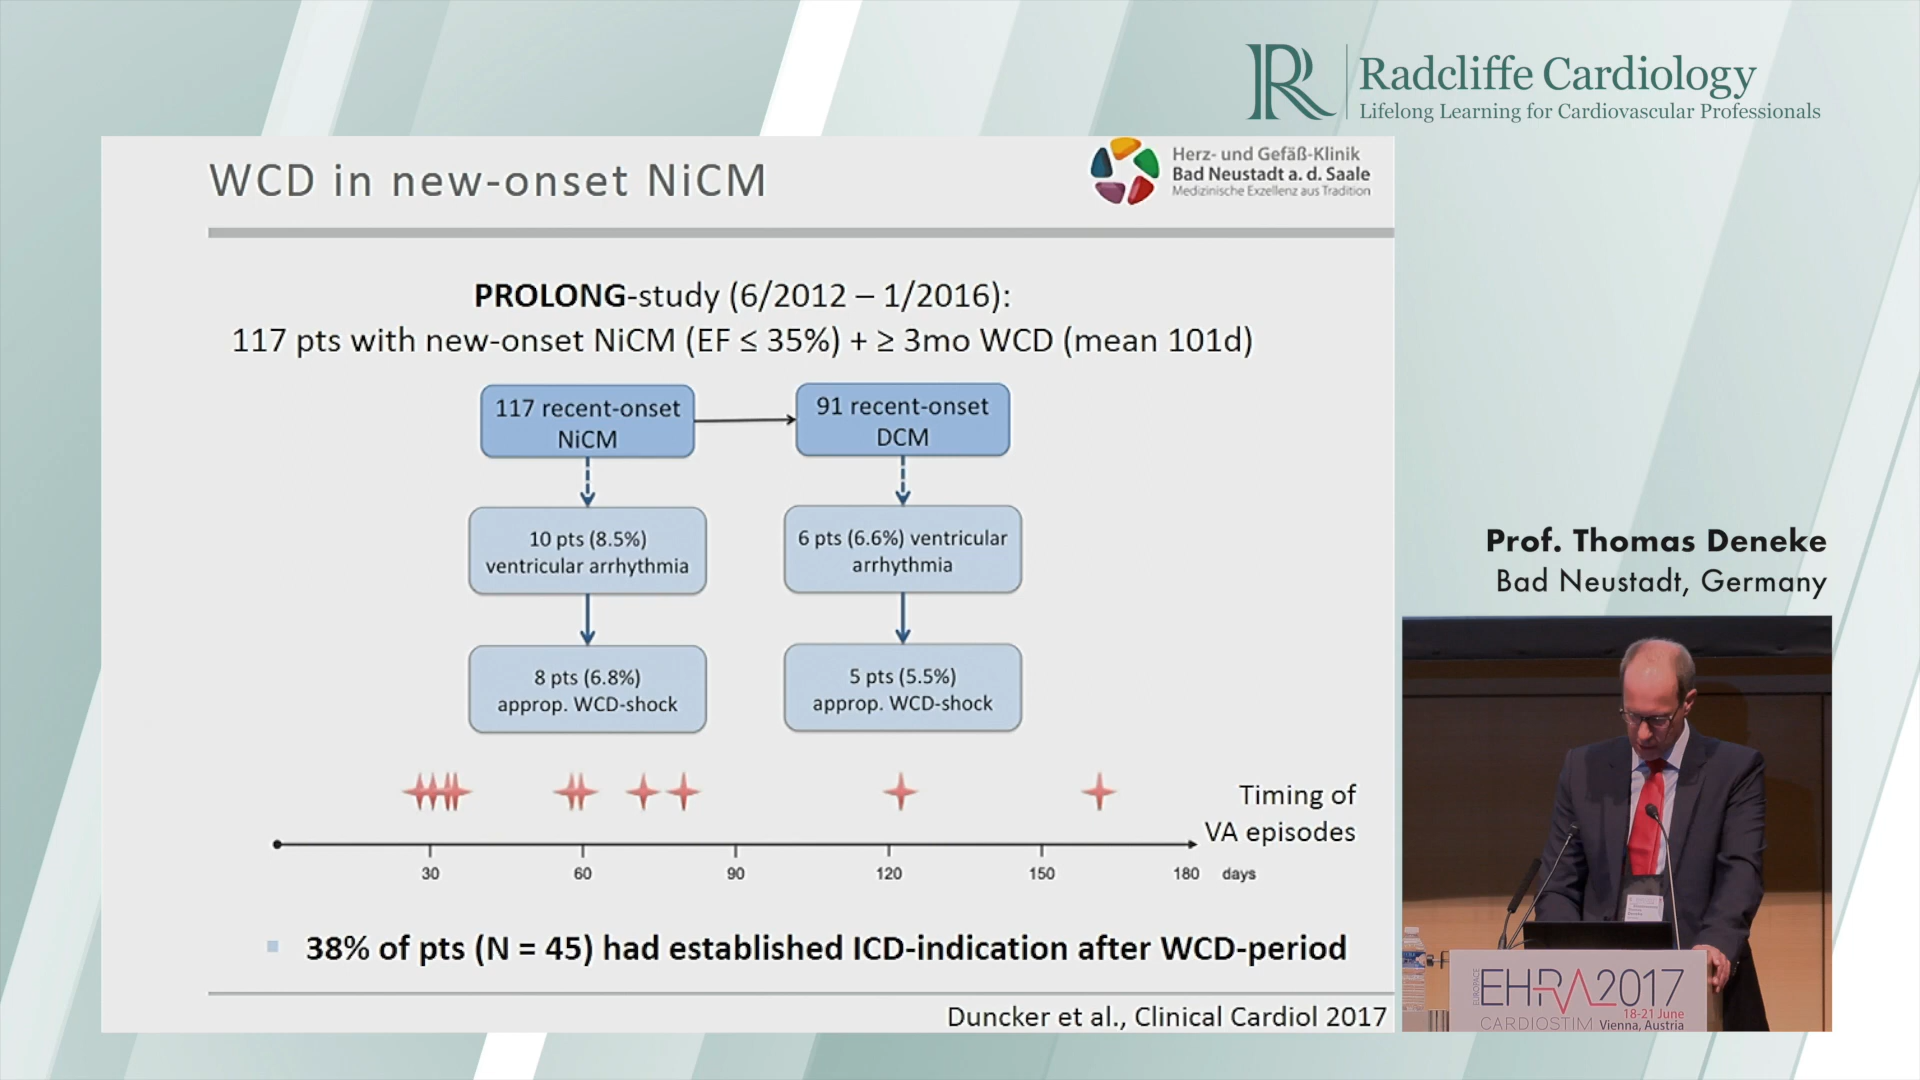 Radcliffe Cardiology
Lifelong Learning for Cardiovascular Professionals
WCD in new-onset NiCM
Herz- und Gefäß-Klinik
Bad Neustadt a. d. Saale
Medizinische Exzellenz aus Tradition
PROLONG-study (6/2012 – 1/2016):
117 pts with new-onset NiCM (EF ≤ 35%) + ≥ 3mo WCD (mean 101d)
117 recent-onset
NiCM
91 recent-onset
DCM
10 pts (8.5%)
ventricular arrhythmia
6 pts (6.6%) ventricular
arrhythmia
8 pts (6.8%)
approp. WCD-shock
5 pts (5.5%)
approp. WCD-shock
Timing of
VA episodes
30 60 90 120 150 180 days
38% of pts (N = 45) had established ICD-indication after WCD-period
Duncker et al., Clinical Cardiol 2017
Prof. Thomas Deneke
Bad Neustadt, Germany
EUROPACE
EHRA2017
18-21 June
CARDIOSTIM Vienna, Austria